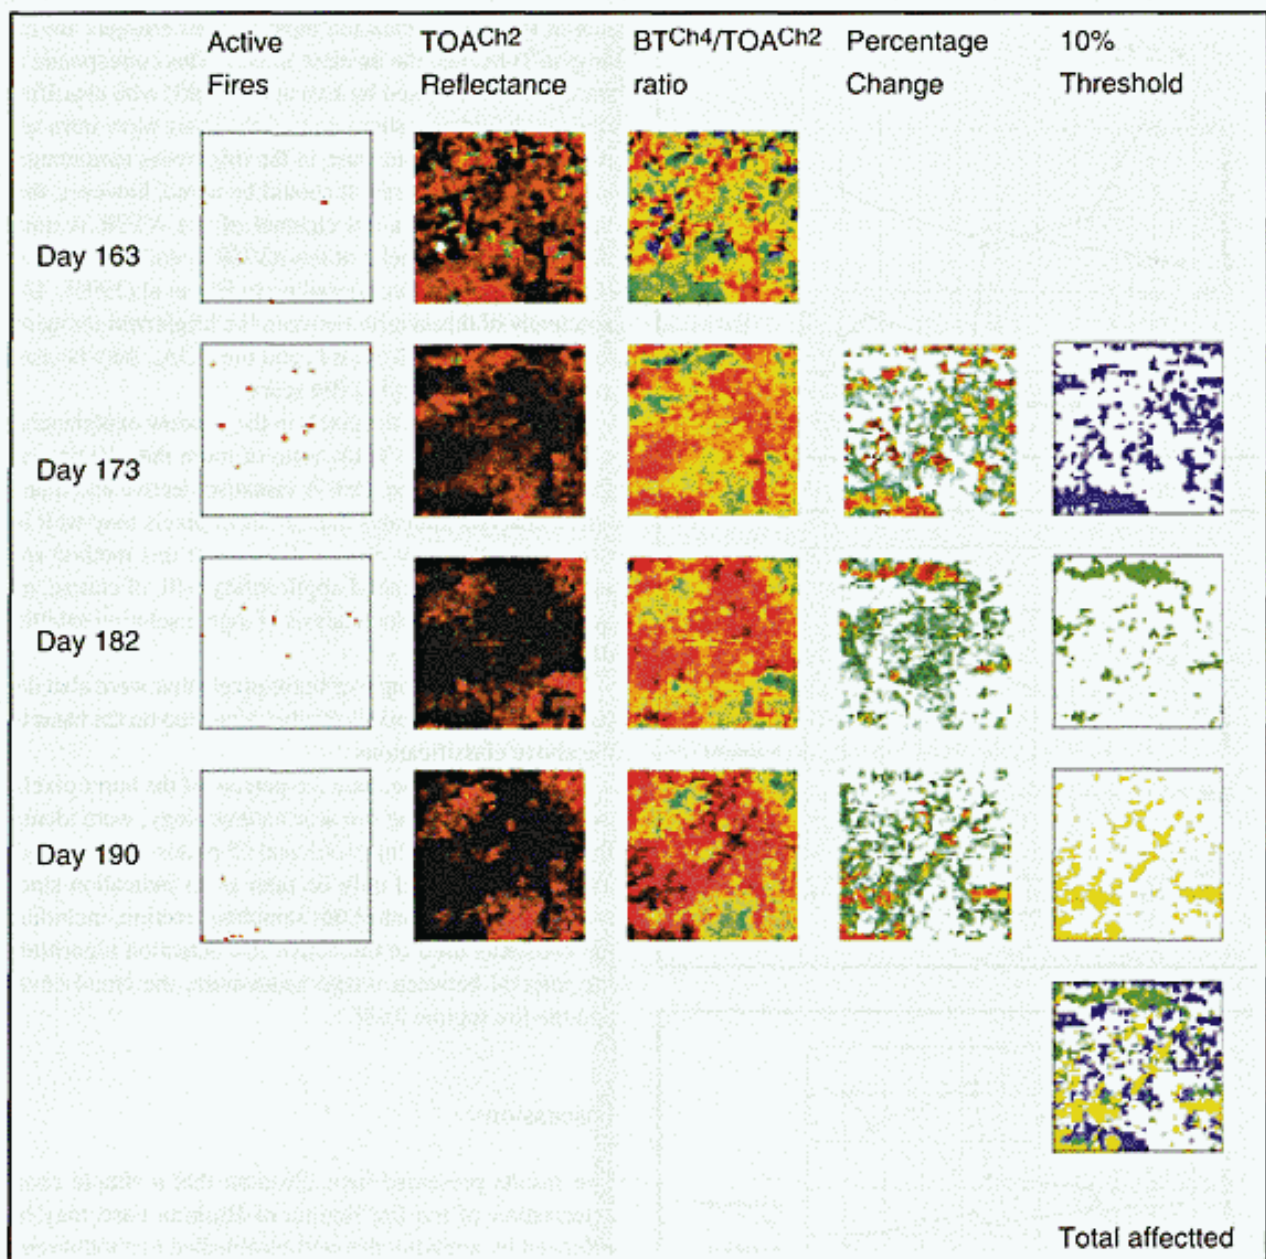 Active Fires
TOACh2 Reflectance
BTCh4/TOACh2 ratio
Percentage Change
10% Threshold
Day 163
Day 173
Day 182
Day 190
Total affectted